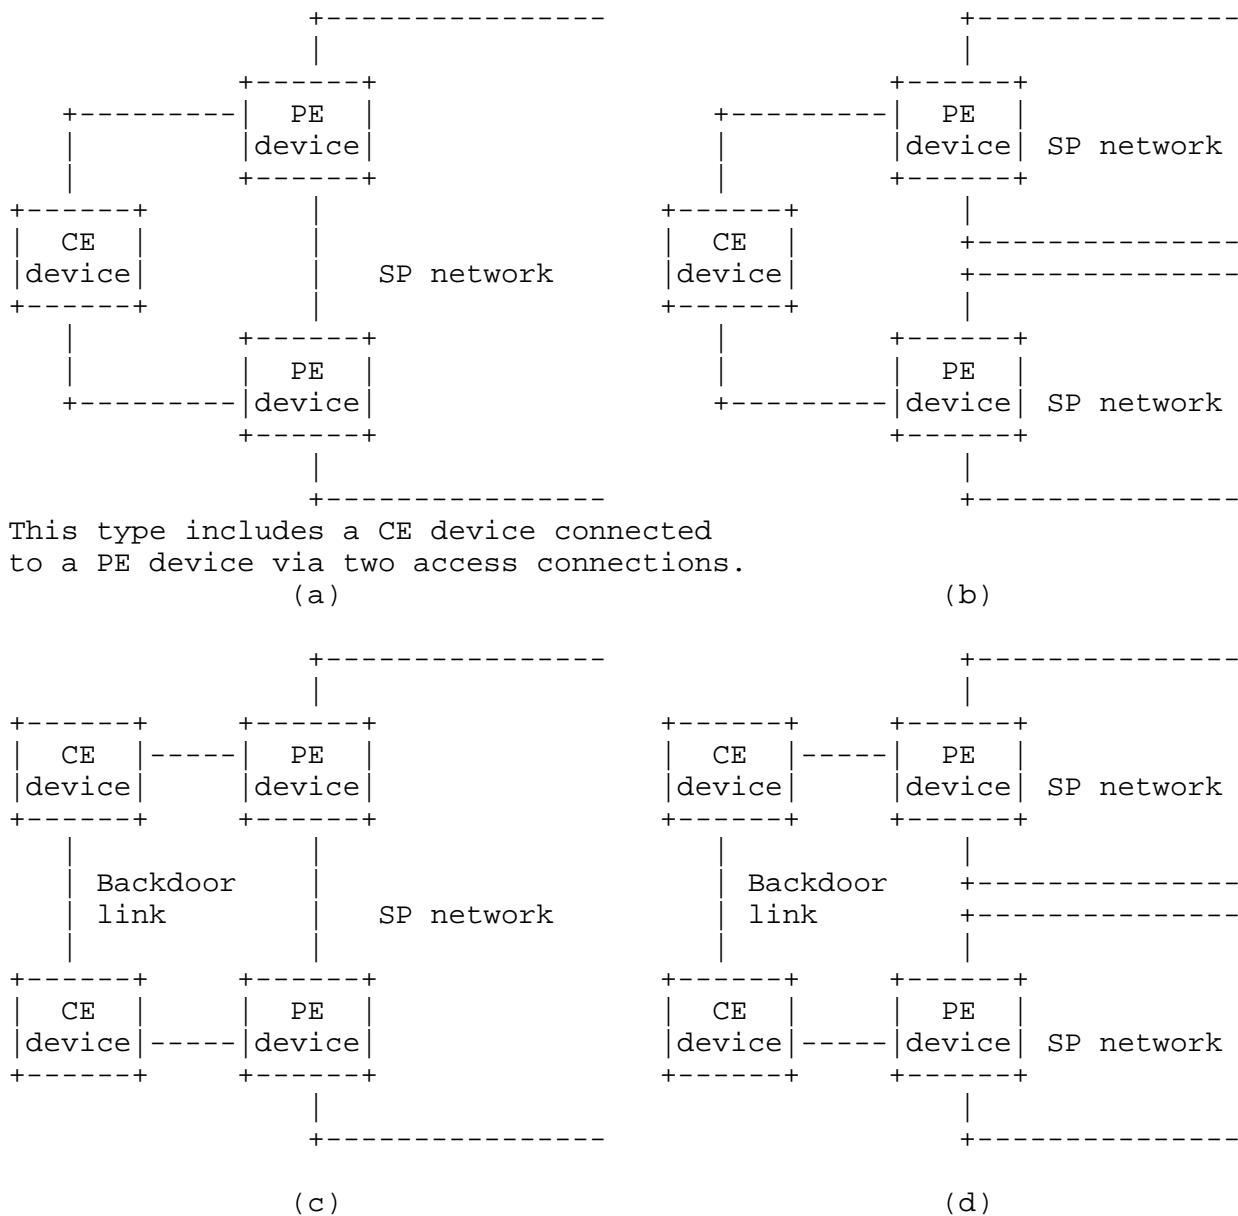 PE
device
CE
device
SP network
PE
device
PE
device
SP network
CE
device
PE
device
SP network
This type includes a CE device connected
to a PE device via two access connections.
(a)
(b)
CE
device
PE
device
Backdoor
link
SP network
CE
device
PE
device
CE
device
PE
device
SP network
Backdoor
link
CE
device
PE
device
SP network
(c)
(d)